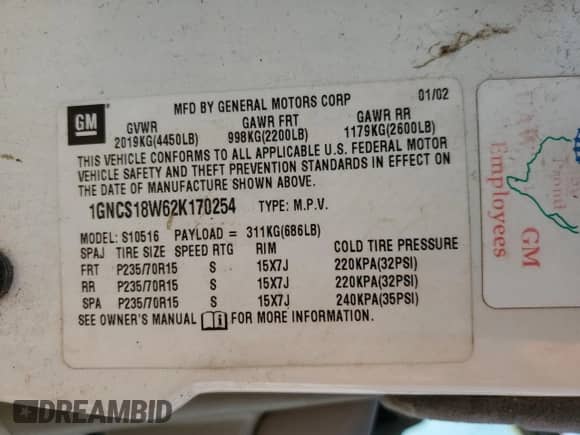 MFD BY GENERAL MOTORS CORP 01/02
GM
GVWR GAWR FRT GAWR RR
2019KG(4450LB) 998KG(2200LB) 1179KG(2600LB)
THIS VEHICLE CONFORMS TO ALL APPLICABLE U.S. FEDERAL MOTOR
VEHICLE SAFETY AND THEFT PREVENTION STANDARDS IN EFFECT ON
THE DATE OF MANUFACTURE SHOWN ABOVE.
1GNCS18W62K170254 TYPE: M.P.V.
MODEL: S10516 PAYLOAD = 311KG(686LB)
SPAJ TIRE SIZE SPEED RTG RIM COLD TIRE PRESSURE
FRT P235/70R15 S 15X7J 220KPA(32PSI)
RR P235/70R15 S 15X7J 220KPA(32PSI)
SPA P235/70R15 S 15X7J 240KPA(35PSI)
SEE OWNER'S MANUAL FOR MORE INFORMATION.
UAW
Proud
GM
Employees
DREAMBID